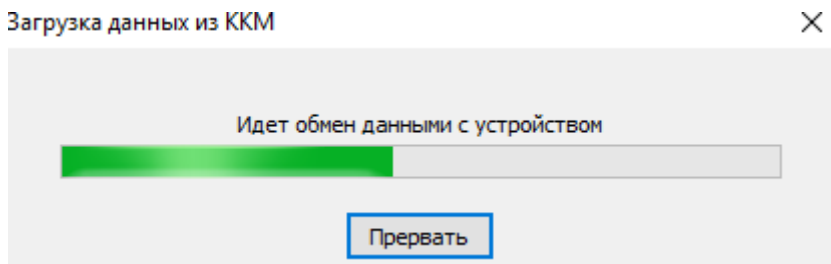 Загрузка данных из ККМ
Идет обмен данными с устройством
Прервать